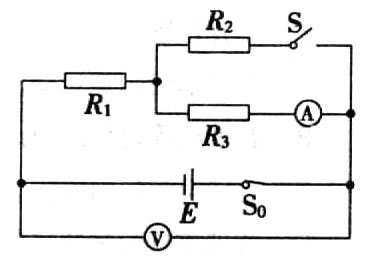 R₂ S
R₁
R₃ A
E S₀
V